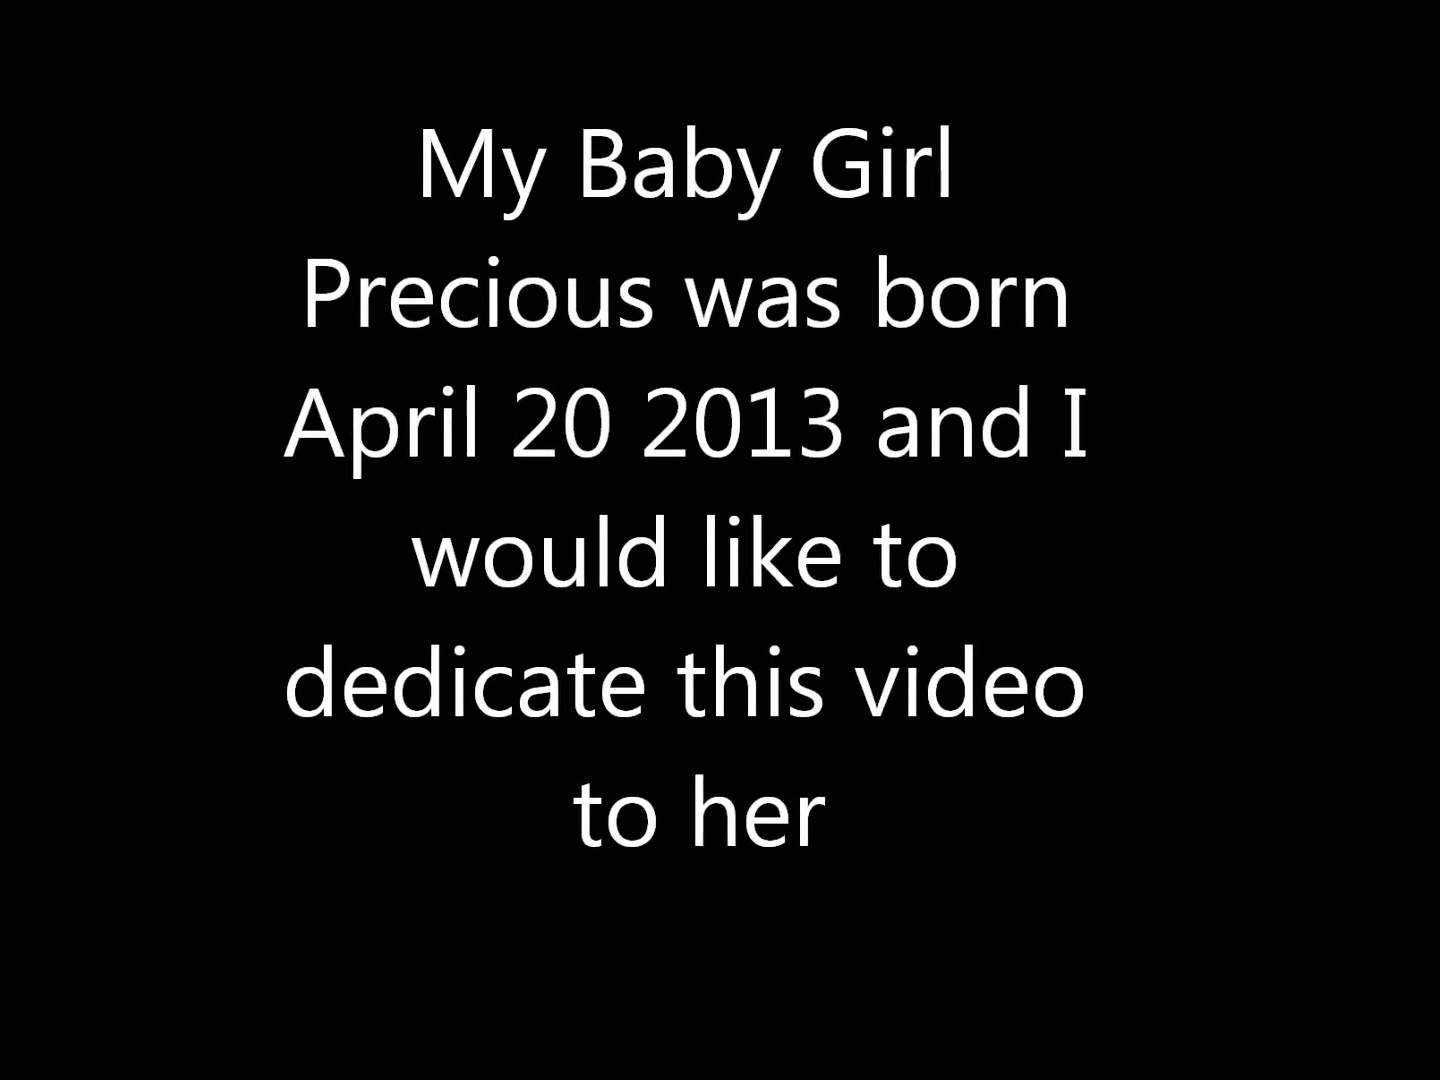 My Baby Girl
Precious was born
April 20 2013 and I
would like to
dedicate this video
to her